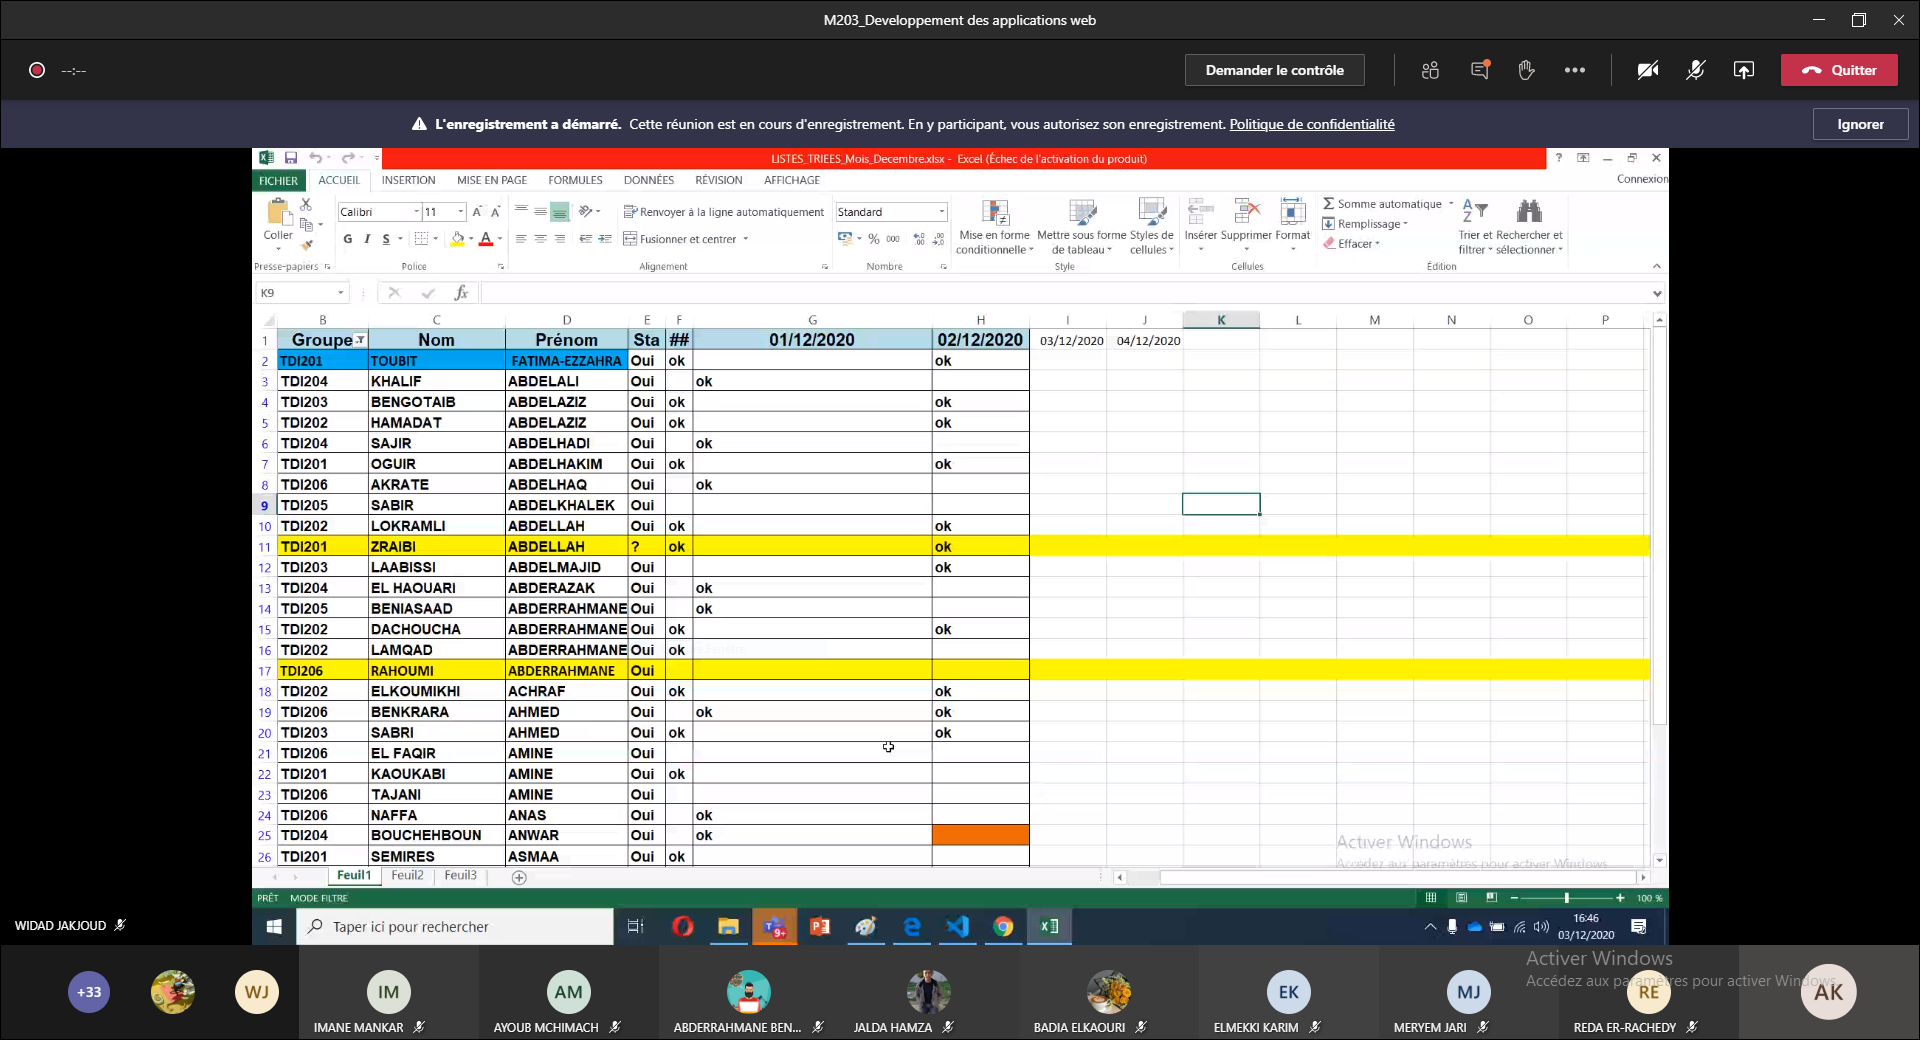 M203_Developpement des applications web
--:--
Demander le contrôle
Quitter
L'enregistrement a démarré. Cette réunion est en cours d'enregistrement. En y participant, vous autorisez son enregistrement. Politique de confidentialité
Ignorer
LISTES_TRIEES_Mois_Decembre.xlsx - Excel (Échec de l'activation du produit)
?
FICHIER ACCUEIL INSERTION MISE EN PAGE FORMULES DONNÉES RÉVISION AFFICHAGE
Connexion
Coller
Calibri 11
G I S
Renvoyer à la ligne automatiquement
Fusionner et centrer
Standard
% 000
Mise en forme conditionnelle
Mettre sous forme de tableau
Styles de cellules
Insérer Supprimer Format
Somme automatique
Remplissage
Effacer
Trier et filtrer
Rechercher et sélectionner
Presse-papiers Police Alignement Nombre Style Cellules Édition
K9
fx
B C D E F G H I J K L M N O P
1 Groupe Nom Prénom Sta ## 01/12/2020 02/12/2020 03/12/2020 04/12/2020
2 TDI201 TOUBIT FATIMA-EZZAHRA Oui ok ok
3 TDI204 KHALIF ABDELALI Oui ok
4 TDI203 BENGOTAIB ABDELAZIZ Oui ok ok
5 TDI202 HAMADAT ABDELAZIZ Oui ok ok
6 TDI204 SAJIR ABDELHADI Oui ok
7 TDI201 OGUIR ABDELHAKIM Oui ok ok
8 TDI206 AKRATE ABDELHAQ Oui ok
9 TDI205 SABIR ABDELKHALEK Oui
10 TDI202 LOKRAMLI ABDELLAH Oui ok ok
11 TDI201 ZRAIBI ABDELLAH ? ok ok
12 TDI203 LAABISSI ABDELMAJID Oui ok
13 TDI204 EL HAOUARI ABDERAZAK Oui ok
14 TDI205 BENIASAAD ABDERRAHMANE Oui ok
15 TDI202 DACHOUCHA ABDERRAHMANE Oui ok ok
16 TDI202 LAMQAD ABDERRAHMANE Oui ok
17 TDI206 RAHOUMI ABDERRAHMANE Oui
18 TDI202 ELKOUMIKHI ACHRAF Oui ok ok
19 TDI206 BENKRARA AHMED Oui ok ok
20 TDI203 SABRI AHMED Oui ok ok
21 TDI206 EL FAQIR AMINE Oui
22 TDI201 KAOUKABI AMINE Oui ok
23 TDI206 TAJANI AMINE Oui
24 TDI206 NAFFA ANAS Oui ok
25 TDI204 BOUCHEHBOUN ANWAR Oui ok
26 TDI201 SEMIRES ASMAA Oui ok
Activer Windows
Accédez aux paramètres pour activer Windows.
Feuil1 Feuil2 Feuil3
PRÊT MODE FILTRE
100 %
Taper ici pour rechercher
9+
16:46
03/12/2020
WIDAD JAKJOUD
Activer Windows
Accédez aux paramètres pour activer Windows.
+33
WJ
IM
AM
EK
MJ
RE
AK
IMANE MANKAR
AYOUB MCHIMACH
ABDERRAHMANE BEN...
JALDA HAMZA
BADIA ELKAOURI
ELMEKKI KARIM
MERYEM JARI
REDA ER-RACHEDY